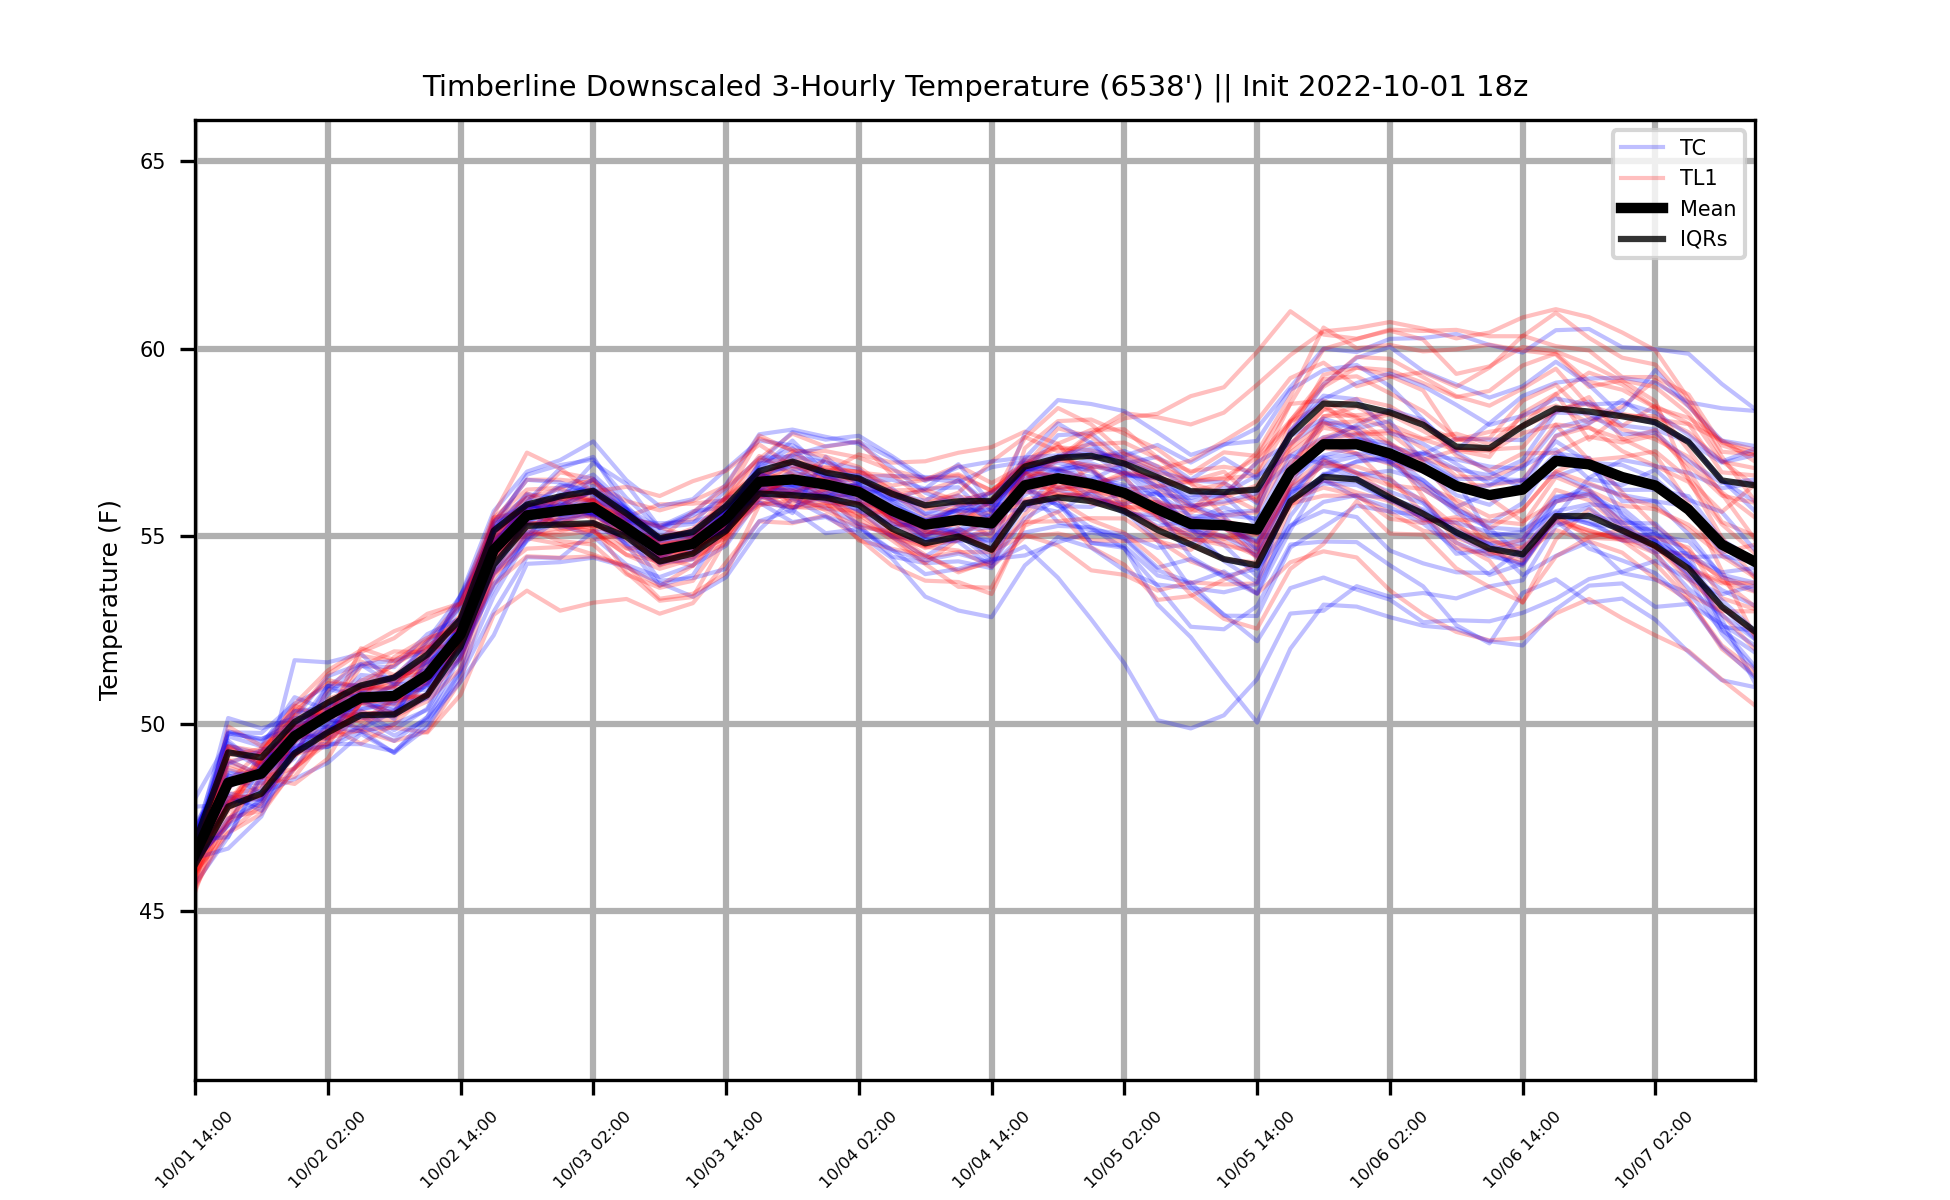 Timberline Downscaled 3-Hourly Temperature (6538') || Init 2022-10-01 18z
TC
TL1
Mean
IQRs
Temperature (F)
65
60
55
50
45
10/01 14:00
10/02 02:00
10/02 14:00
10/03 02:00
10/03 14:00
10/04 02:00
10/04 14:00
10/05 02:00
10/05 14:00
10/06 02:00
10/06 14:00
10/07 02:00